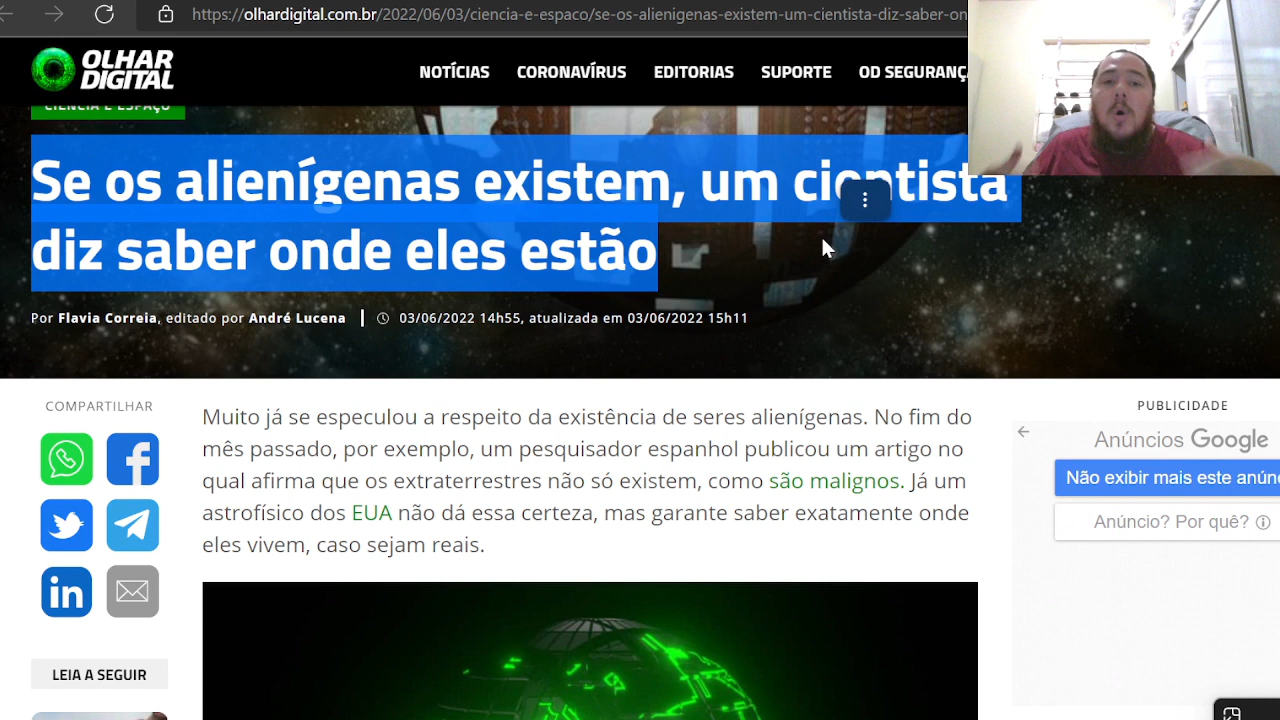 https://olhardigital.com.br/2022/06/03/ciencia-e-espaco/se-os-alienigenas-existem-um-cientista-diz-saber-on
OLHAR
DIGITAL
NOTÍCIAS CORONAVÍRUS EDITORIAS SUPORTE OD SEGURANÇA
CIÊNCIA E ESPAÇO
Se os alienígenas existem, um cientista
diz saber onde eles estão
Por Flavia Correia, editado por André Lucena 03/06/2022 14h55, atualizada em 03/06/2022 15h11
COMPARTILHAR
Muito já se especulou a respeito da existência de seres alienígenas. No fim do
mês passado, por exemplo, um pesquisador espanhol publicou um artigo no
qual afirma que os extraterrestres não só existem, como são malignos. Já um
astrofísico dos EUA não dá essa certeza, mas garante saber exatamente onde
eles vivem, caso sejam reais.
LEIA A SEGUIR
PUBLICIDADE
Anúncios Google
Não exibir mais este anún
Anúncio? Por quê?